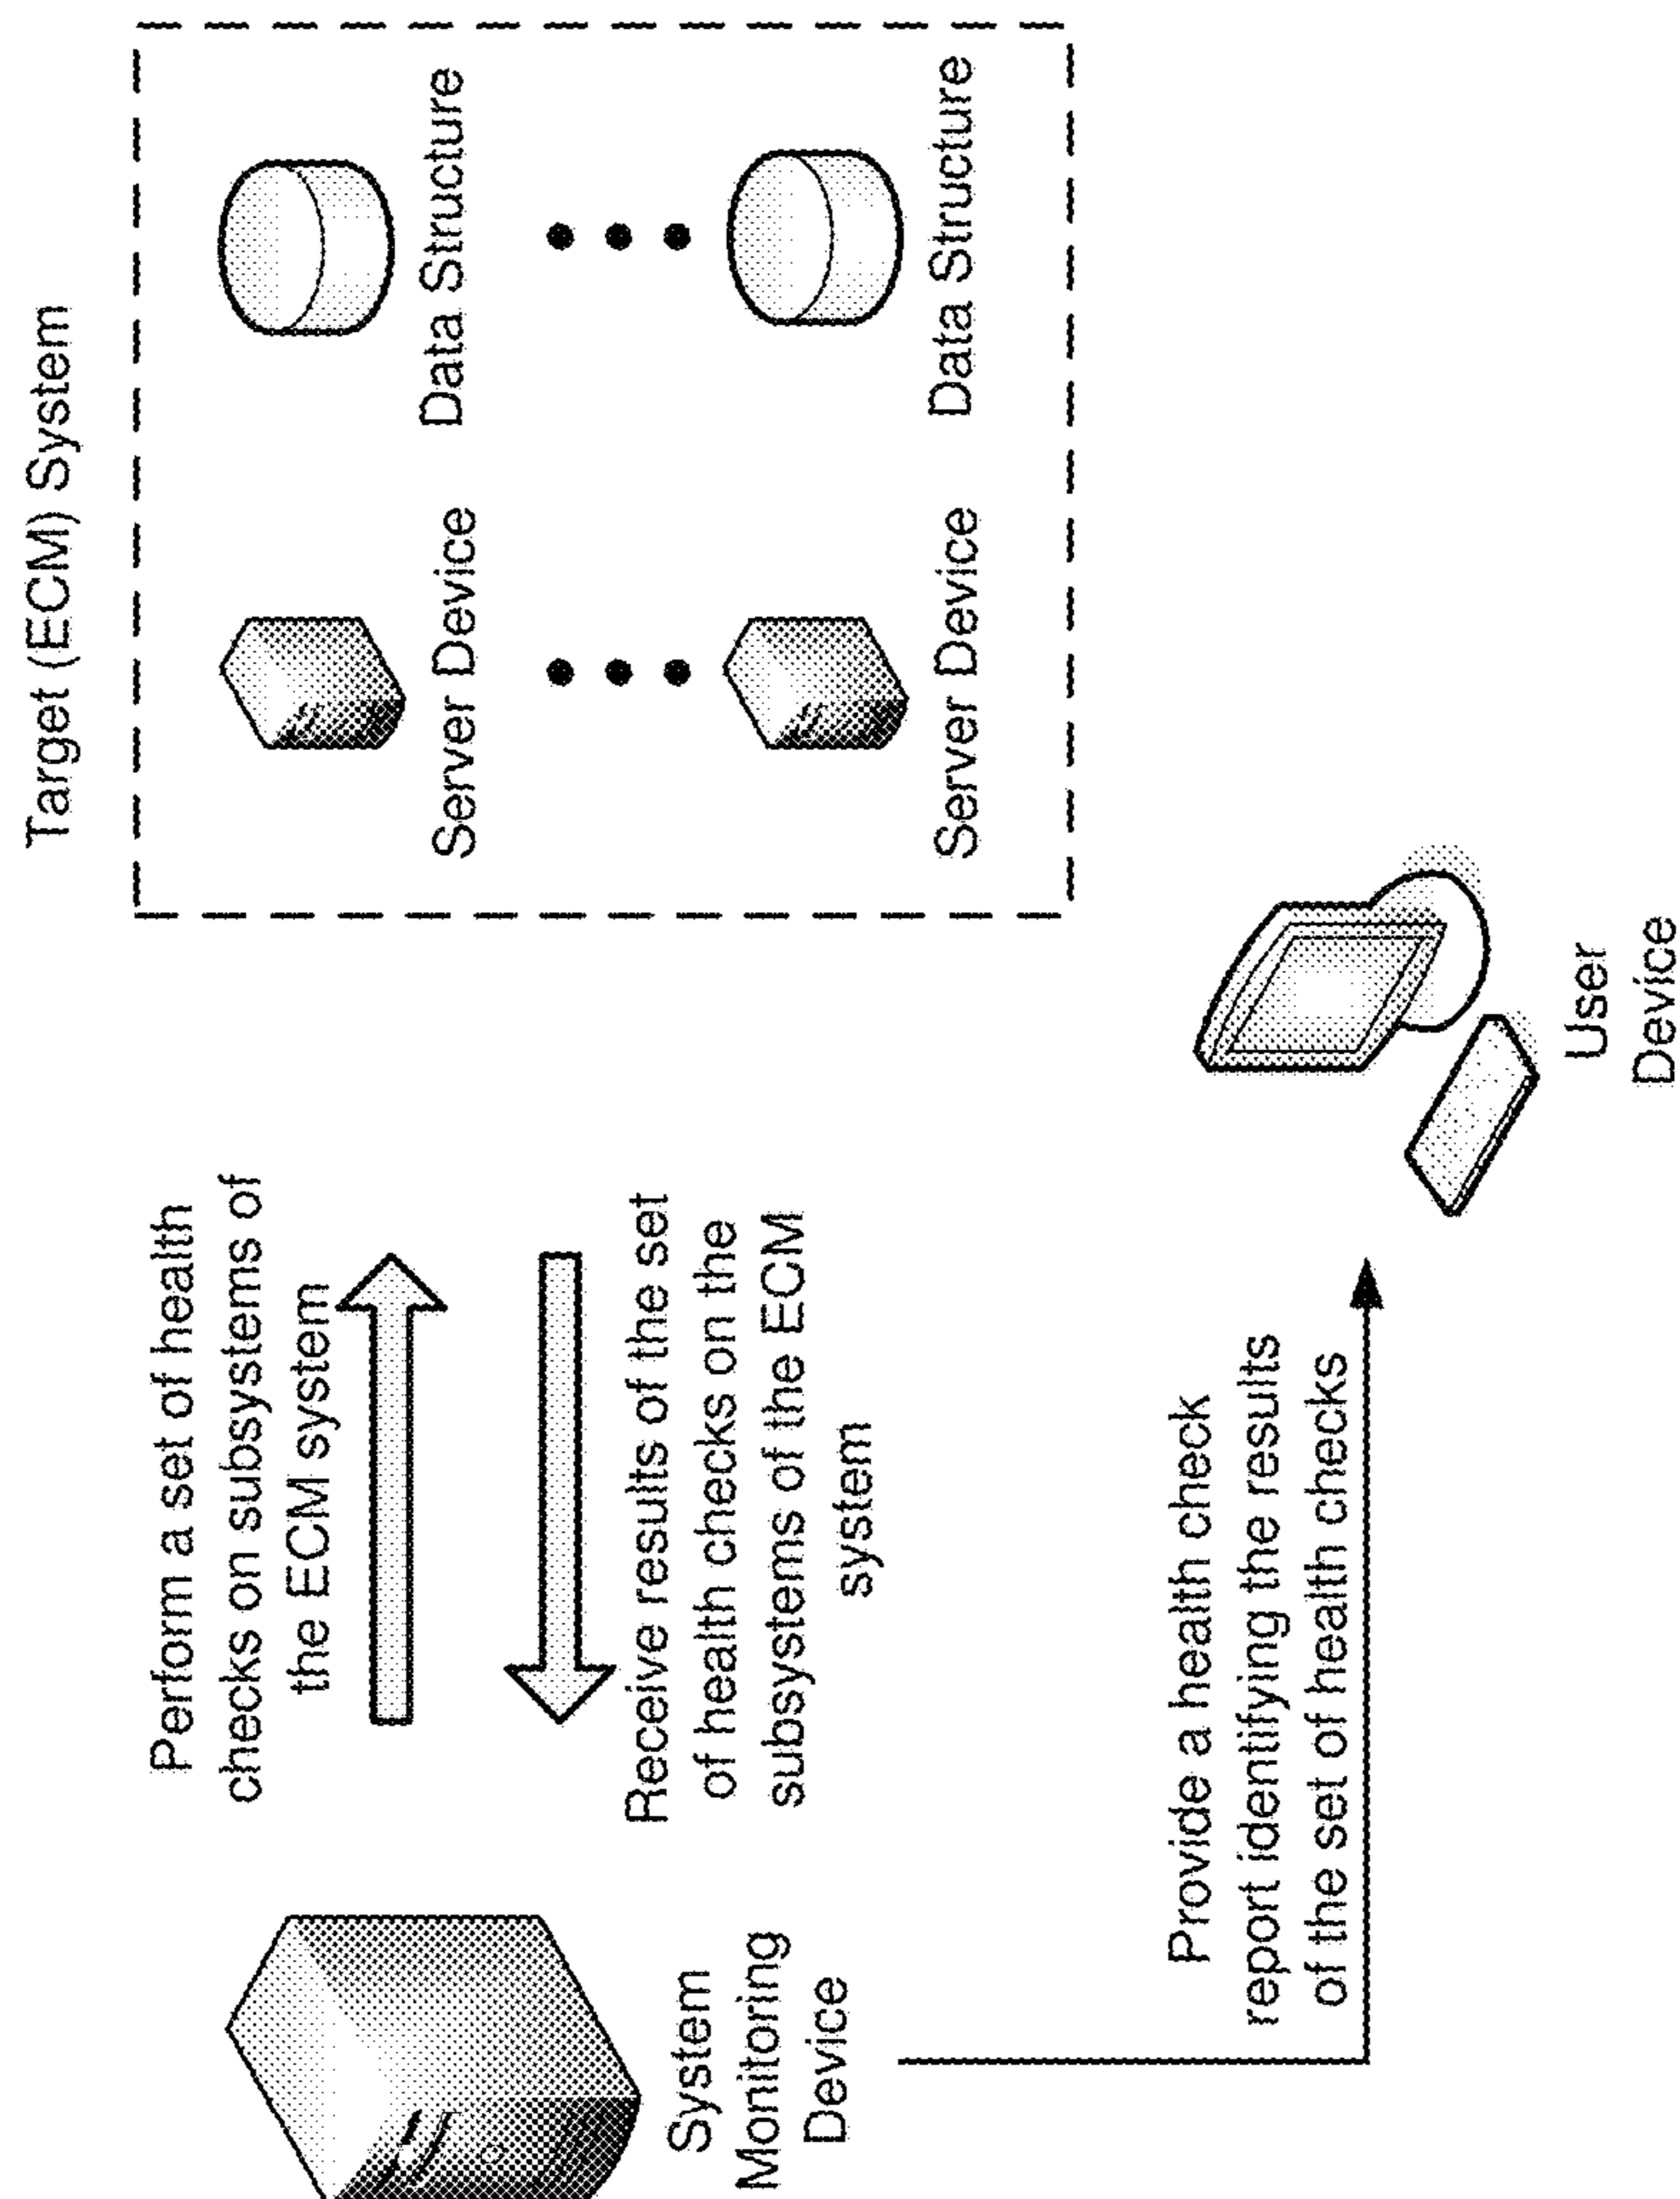 Target (ECM) System
Perform a set of health
checks on subsystems of
the ECM system
Receive results of the set
of health checks on the
subsystems of the ECM
system
System
Monitoring
Device
Server Device
Data Structure
Server Device
Data Structure
Provide a health check
report identifying the results
of the set of health checks
User
Device